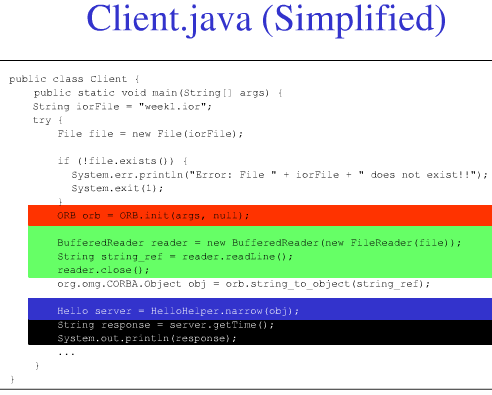 Client.java (Simplified)
public class Client {
public static void main(String[] args) {
String iorFile = "week1.ior";
try {
File file = new File(iorFile);
if (!file.exists()) {
System.err.println("Error: File " + iorFile + " does not exist!!");
System.exit(1);
}
ORB orb = ORB.init(args, null);
BufferedReader reader = new BufferedReader(new FileReader(file));
String string_ref = reader.readLine();
reader.close();
org.omg.CORBA.Object obj = orb.string_to_object(string_ref);
Hello server = HelloHelper.narrow(obj);
String response = server.getTime();
System.out.println(response);
...
}
}